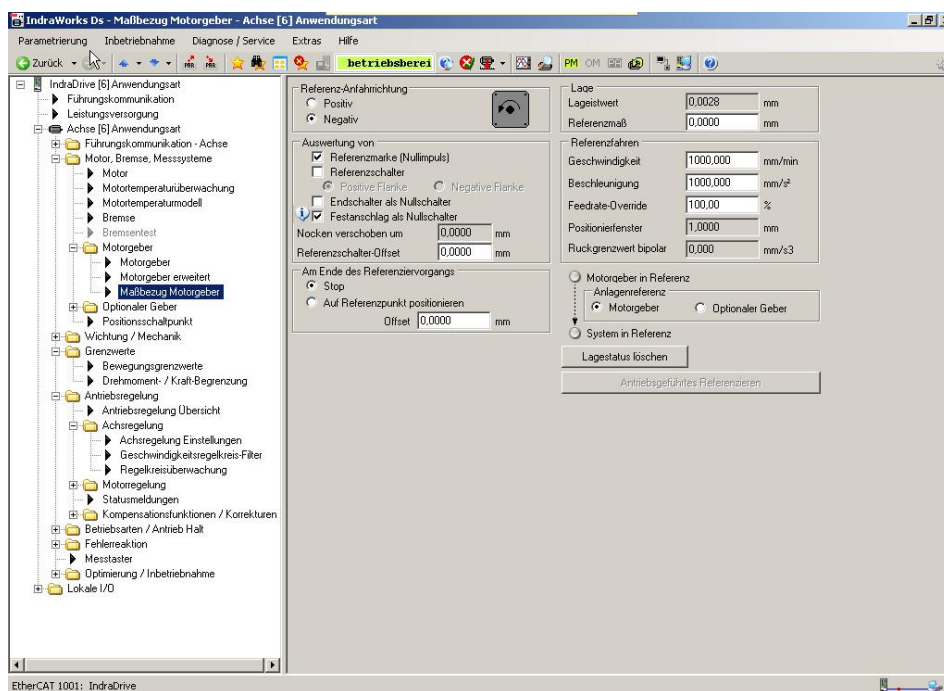 IndraWorks Ds - Maßbezug Motorgeber - Achse [6] Anwendungsart
Parametrierung Inbetriebnahme Diagnose / Service Extras Hilfe
Zurück betriebsberei PM OM
IndraDrive [6] Anwendungsart
Führungskommunikation
Leistungsversorgung
Achse [6] Anwendungsart
Führungskommunikation - Achse
Motor, Bremse, Messsysteme
Motor
Motortemperaturüberwachung
Motortemperaturmodell
Bremse
Bremsentest
Motorgeber
Motorgeber
Motorgeber erweitert
Maßbezug Motorgeber
Optionaler Geber
Positionsschaltpunkt
Wichtung / Mechanik
Grenzwerte
Bewegungsgrenzwerte
Drehmoment- / Kraft-Begrenzung
Antriebsregelung
Antriebsregelung Übersicht
Achsregelung
Achsregelung Einstellungen
Geschwindigkeitsregelkreis-Filter
Regelkreisüberwachung
Motorregelung
Statusmeldungen
Kompensationsfunktionen / Korrekturen
Betriebsarten / Antrieb Halt
Fehlerreaktion
Messtaster
Optimierung / Inbetriebnahme
Lokale I/O
Referenz-Anfahrrichtung
Positiv
Negativ
Auswertung von
Referenzmarke (Nullimpuls)
Referenzschalter
Positive Flanke Negative Flanke
Endschalter als Nullschalter
Festanschlag als Nullschalter
Nocken verschoben um 0,0000 mm
Referenzschalter-Offset 0,0000 mm
Am Ende des Referenziervorgangs
Stop
Auf Referenzpunkt positionieren
Offset 0,0000 mm
Lage
Lageistwert 0,0028 mm
Referenzmaß 0,0000 mm
Referenzfahren
Geschwindigkeit 1000,000 mm/min
Beschleunigung 1000,000 mm/s²
Feedrate-Override 100,00 %
Positionierfenster 1,0000 mm
Ruckgrenzwert bipolar 0,000 mm/s3
Motorgeber in Referenz
Anlagenreferenz
Motorgeber Optionaler Geber
System in Referenz
Lagestatus löschen
Antriebsgeführtes Referenzieren
EtherCAT 1001: IndraDrive